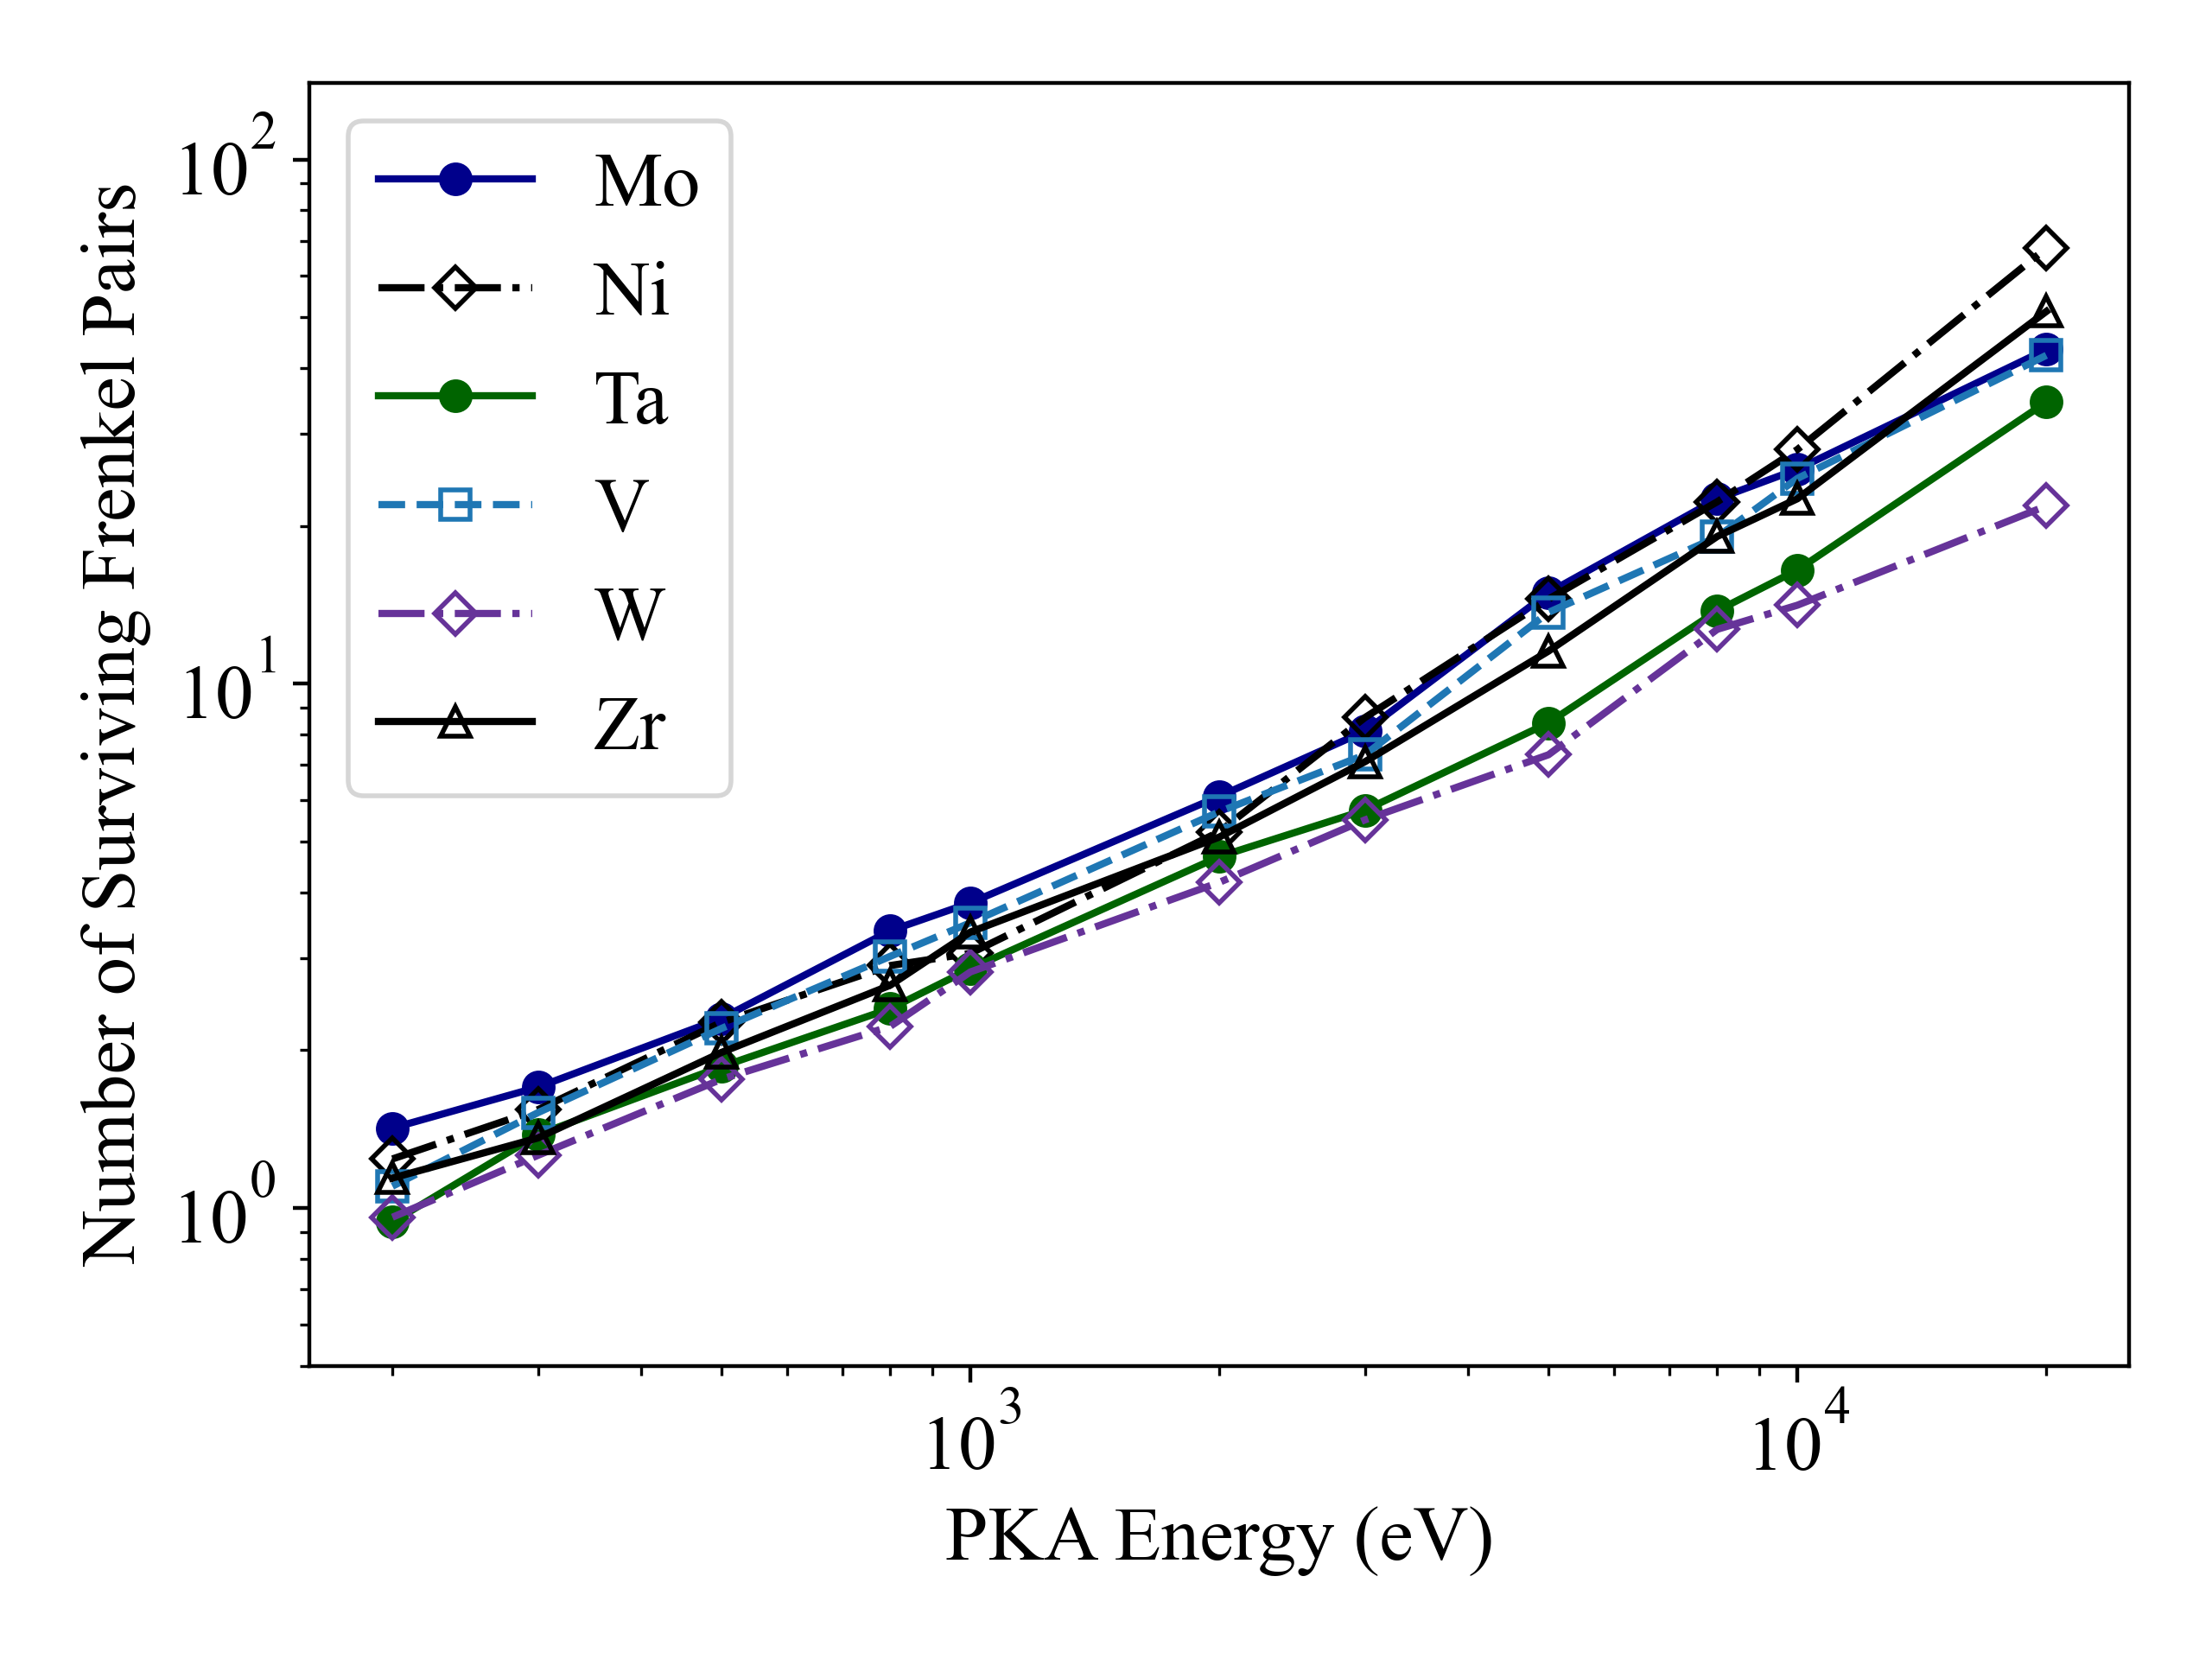 Number of Surviving Frenkel Pairs
10^2
10^1
10^0
Mo
Ni
Ta
V
W
Zr
10^3
10^4
PKA Energy (eV)